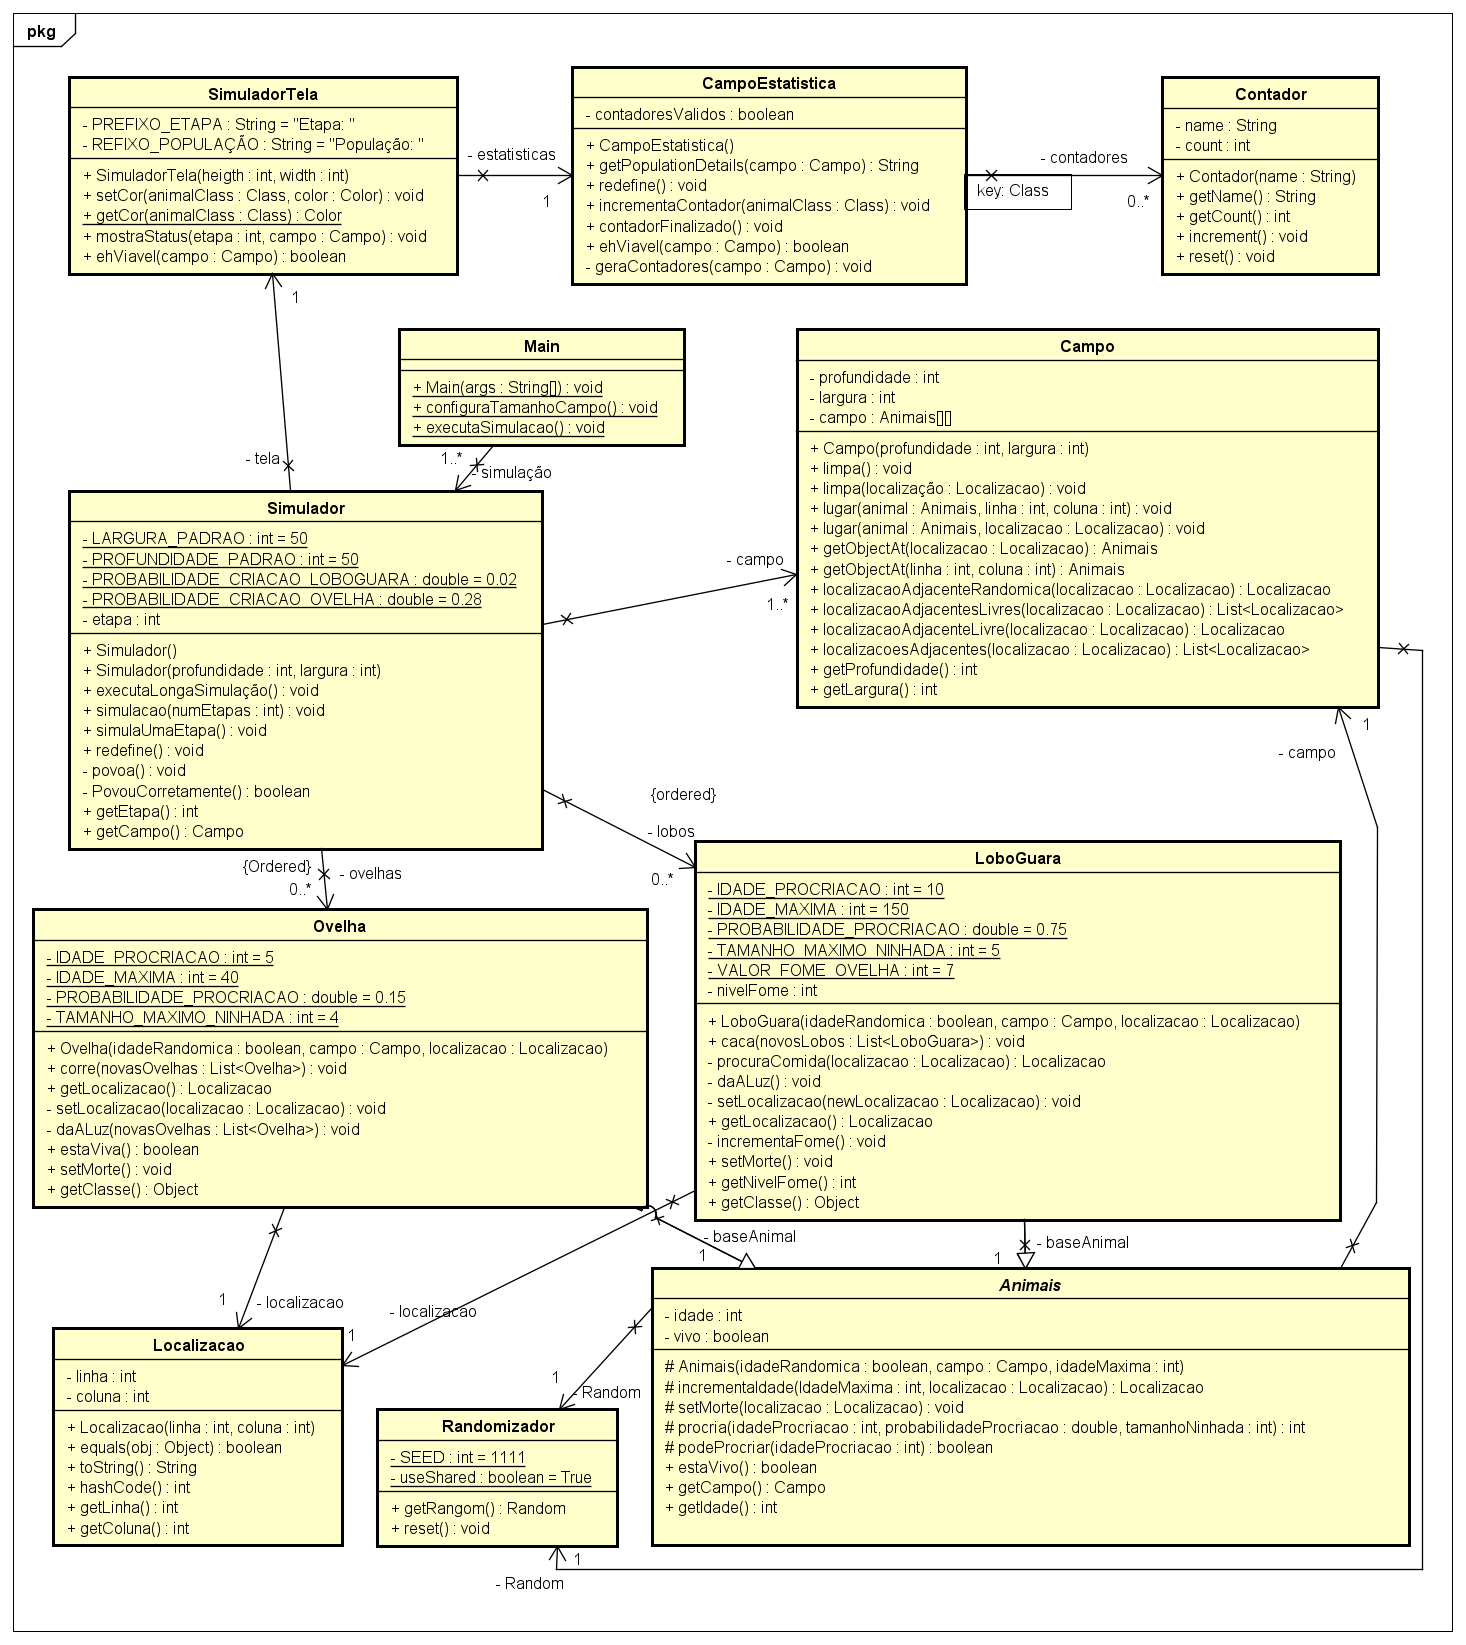 pkg
SimuladorTela
- PREFIXO_ETAPA : String = "Etapa: "
- REFIXO_POPULAÇÃO : String = "População: "
+ SimuladorTela(heigth : int, width : int)
+ setCor(animalClass : Class, color : Color) : void
+ getCor(animalClass : Class) : Color
+ mostraStatus(etapa : int, campo : Campo) : void
+ ehViavel(campo : Campo) : boolean
- estatisticas
1
CampoEstatistica
- contadoresValidos : boolean
+ CampoEstatistica()
+ getPopulationDetails(campo : Campo) : String
+ redefine() : void
+ incrementaContador(animalClass : Class) : void
+ contadorFinalizado() : void
+ ehViavel(campo : Campo) : boolean
- geraContadores(campo : Campo) : void
- contadores
key: Class
0..*
Contador
- name : String
- count : int
+ Contador(name : String)
+ getName() : String
+ getCount() : int
+ increment() : void
+ reset() : void
1
- tela
Main
+ Main(args : String[]) : void
+ configuraTamanhoCampo() : void
+ executaSimulacao() : void
1..*
- simulação
Campo
- profundidade : int
- largura : int
- campo : Animais[][]
+ Campo(profundidade : int, largura : int)
+ limpa() : void
+ limpa(localização : Localizacao) : void
+ lugar(animal : Animais, linha : int, coluna : int) : void
+ lugar(animal : Animais, localizacao : Localizacao) : void
+ getObjectAt(localizacao : Localizacao) : Animais
+ getObjectAt(linha : int, coluna : int) : Animais
+ localizacaoAdjacenteRandomica(localizacao : Localizacao) : Localizacao
+ localizacaoAdjacentesLivres(localizacao : Localizacao) : List<Localizacao>
+ localizacaoAdjacenteLivre(localizacao : Localizacao) : Localizacao
+ localizacoesAdjacentes(localizacao : Localizacao) : List<Localizacao>
+ getProfundidade() : int
+ getLargura() : int
Simulador
- LARGURA_PADRAO : int = 50
- PROFUNDIDADE_PADRAO : int = 50
- PROBABILIDADE_CRIACAO_LOBOGUARA : double = 0.02
- PROBABILIDADE_CRIACAO_OVELHA : double = 0.28
- etapa : int
+ Simulador()
+ Simulador(profundidade : int, largura : int)
+ executaLongaSimulação() : void
+ simulacao(numEtapas : int) : void
+ simulaUmaEtapa() : void
+ redefine() : void
- povoa() : void
- PovouCorretamente() : boolean
+ getEtapa() : int
+ getCampo() : Campo
- campo
1..*
1
- campo
{ordered}
- lobos
0..*
{Ordered}
- ovelhas
0..*
LoboGuara
- IDADE_PROCRIACAO : int = 10
- IDADE_MAXIMA : int = 150
- PROBABILIDADE_PROCRIACAO : double = 0.75
- TAMANHO_MAXIMO_NINHADA : int = 5
- VALOR_FOME_OVELHA : int = 7
- nivelFome : int
+ LoboGuara(idadeRandomica : boolean, campo : Campo, localizacao : Localizacao)
+ caca(novosLobos : List<LoboGuara>) : void
- procuraComida(localizacao : Localizacao) : Localizacao
- daALuz() : void
- setLocalizacao(newLocalizacao : Localizacao) : void
+ getLocalizacao() : Localizacao
- incrementaFome() : void
+ setMorte() : void
+ getNivelFome() : int
+ getClasse() : Object
Ovelha
- IDADE_PROCRIACAO : int = 5
- IDADE_MAXIMA : int = 40
- PROBABILIDADE_PROCRIACAO : double = 0.15
- TAMANHO_MAXIMO_NINHADA : int = 4
+ Ovelha(idadeRandomica : boolean, campo : Campo, localizacao : Localizacao)
+ corre(novasOvelhas : List<Ovelha>) : void
+ getLocalizacao() : Localizacao
- setLocalizacao(localizacao : Localizacao) : void
- daALuz(novasOvelhas : List<Ovelha>) : void
+ estaViva() : boolean
+ setMorte() : void
+ getClasse() : Object
- baseAnimal
1
- baseAnimal
1
1
- localizacao
- localizacao
1
Animais
- idade : int
- vivo : boolean
# Animais(idadeRandomica : boolean, campo : Campo, idadeMaxima : int)
# incrementaIdade(IdadeMaxima : int, localizacao : Localizacao) : Localizacao
# setMorte(localizacao : Localizacao) : void
# procria(idadeProcriacao : int, probabilidadeProcriacao : double, tamanhoNinhada : int) : int
# podeProcriar(idadeProcriacao : int) : boolean
+ estaVivo() : boolean
+ getCampo() : Campo
+ getIdade() : int
Localizacao
- linha : int
- coluna : int
+ Localizacao(linha : int, coluna : int)
+ equals(obj : Object) : boolean
+ toString() : String
+ hashCode() : int
+ getLinha() : int
+ getColuna() : int
1
- Random
Randomizador
- SEED : int = 1111
- useShared : boolean = True
+ getRangom() : Random
+ reset() : void
1
- Random